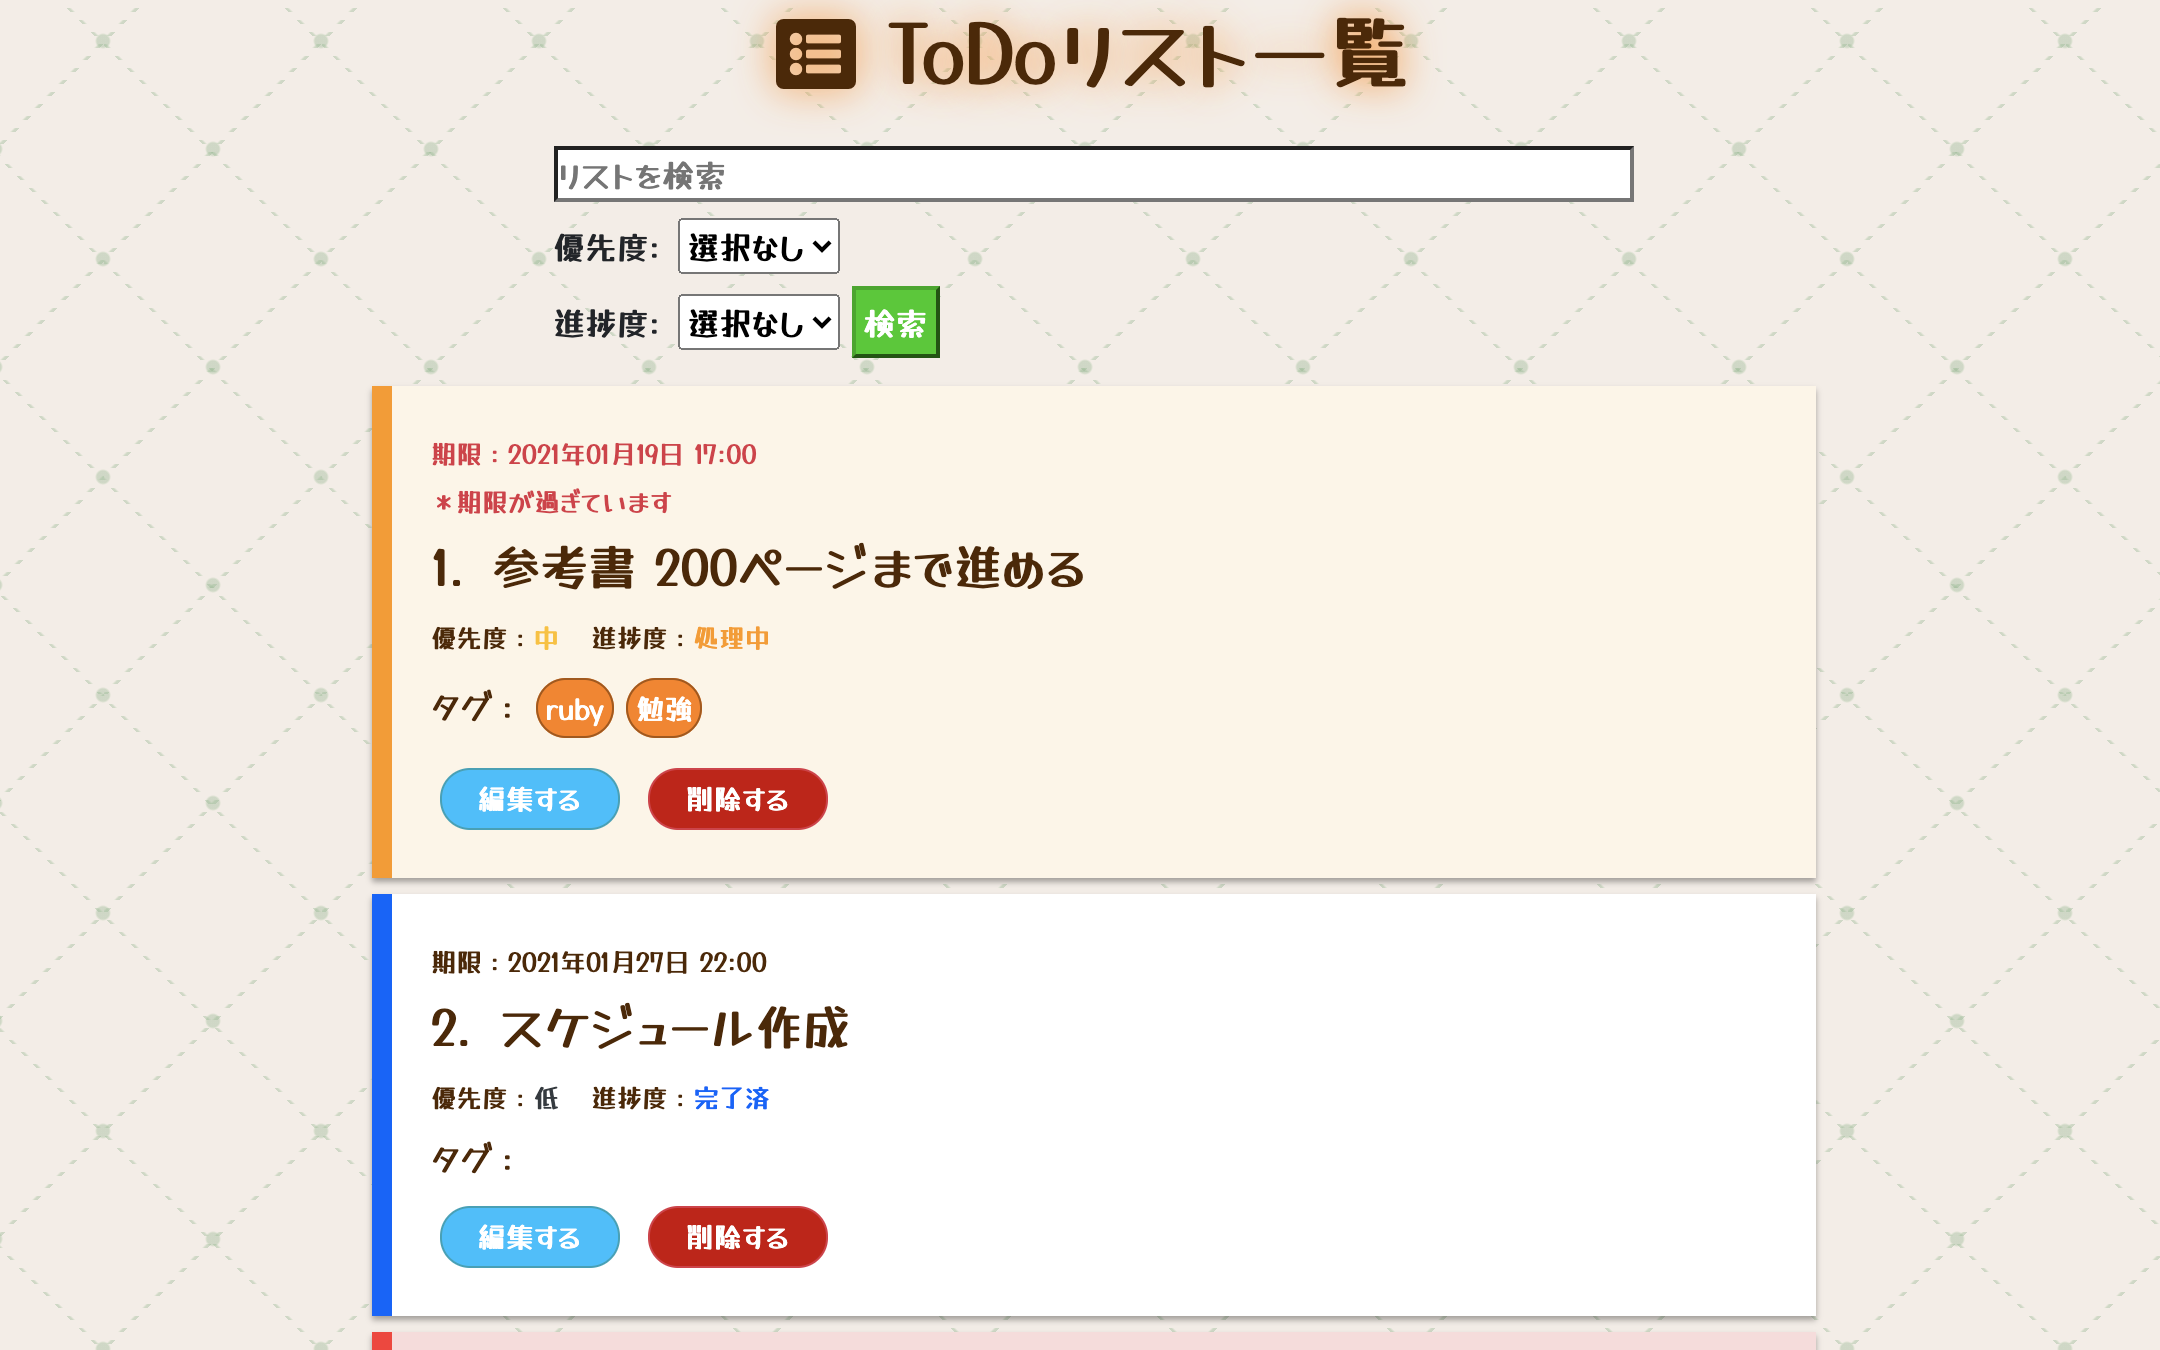 ToDoリスト一覧
リストを検索
優先度: 選択なし
進捗度: 選択なし 検索
期限：2021年01月19日 17:00
＊期限が過ぎています
1. 参考書 200ページまで進める
優先度：中 進捗度：処理中
タグ： ruby 勉強
編集する 削除する
期限：2021年01月27日 22:00
2. スケジュール作成
優先度：低 進捗度：完了済
タグ：
編集する 削除する